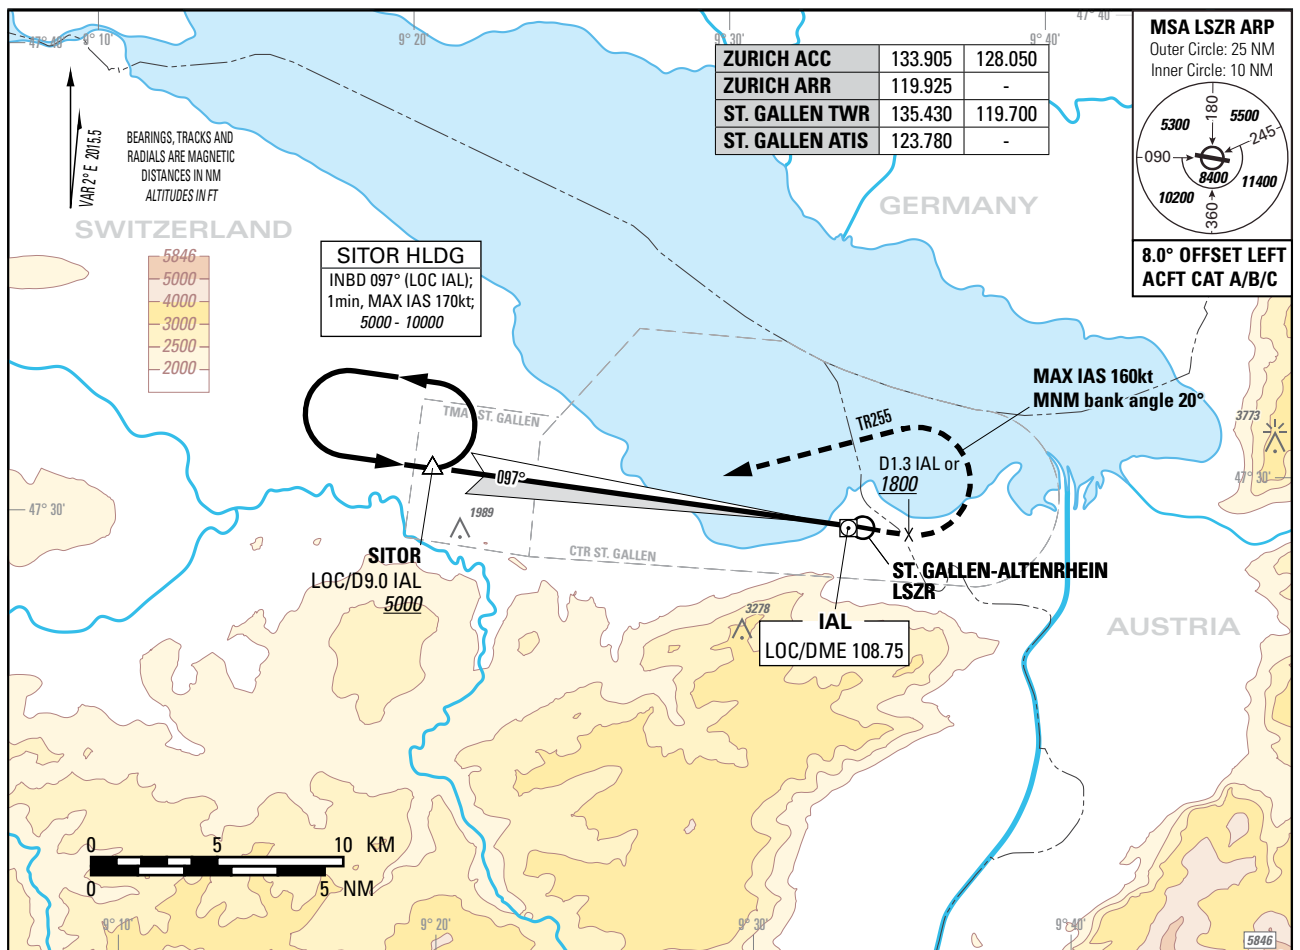 47° 40'
9° 10'
9° 20'
9° 30'
9° 40'
47° 40'
MSA LSZR ARP
Outer Circle: 25 NM
Inner Circle: 10 NM
180
5300
5500
245
090
8400
10200
11400
360
8.0° OFFSET LEFT
ACFT CAT A/B/C
ZURICH ACC 133.905 128.050
ZURICH ARR 119.925 -
ST. GALLEN TWR 135.430 119.700
ST. GALLEN ATIS 123.780 -
VAR 2° E 2015.5
BEARINGS, TRACKS AND
RADIALS ARE MAGNETIC
DISTANCES IN NM
ALTITUDES IN FT
SWITZERLAND
GERMANY
5846
5000
4000
3000
2500
2000
SITOR HLDG
INBD 097° (LOC IAL);
1min, MAX IAS 170kt;
5000 - 10000
MAX IAS 160kt
MNM bank angle 20°
TMA ST. GALLEN
TR255
3773
D1.3 IAL or
1800
097°
47° 30'
47° 30'
1989
SITOR
LOC/D9.0 IAL
5000
CTR ST. GALLEN
ST. GALLEN-ALTENRHEIN
LSZR
3278
IAL
LOC/DME 108.75
AUSTRIA
0 5 10 KM
0 5 NM
9° 10'
9° 20'
9° 30'
9° 40'
5846